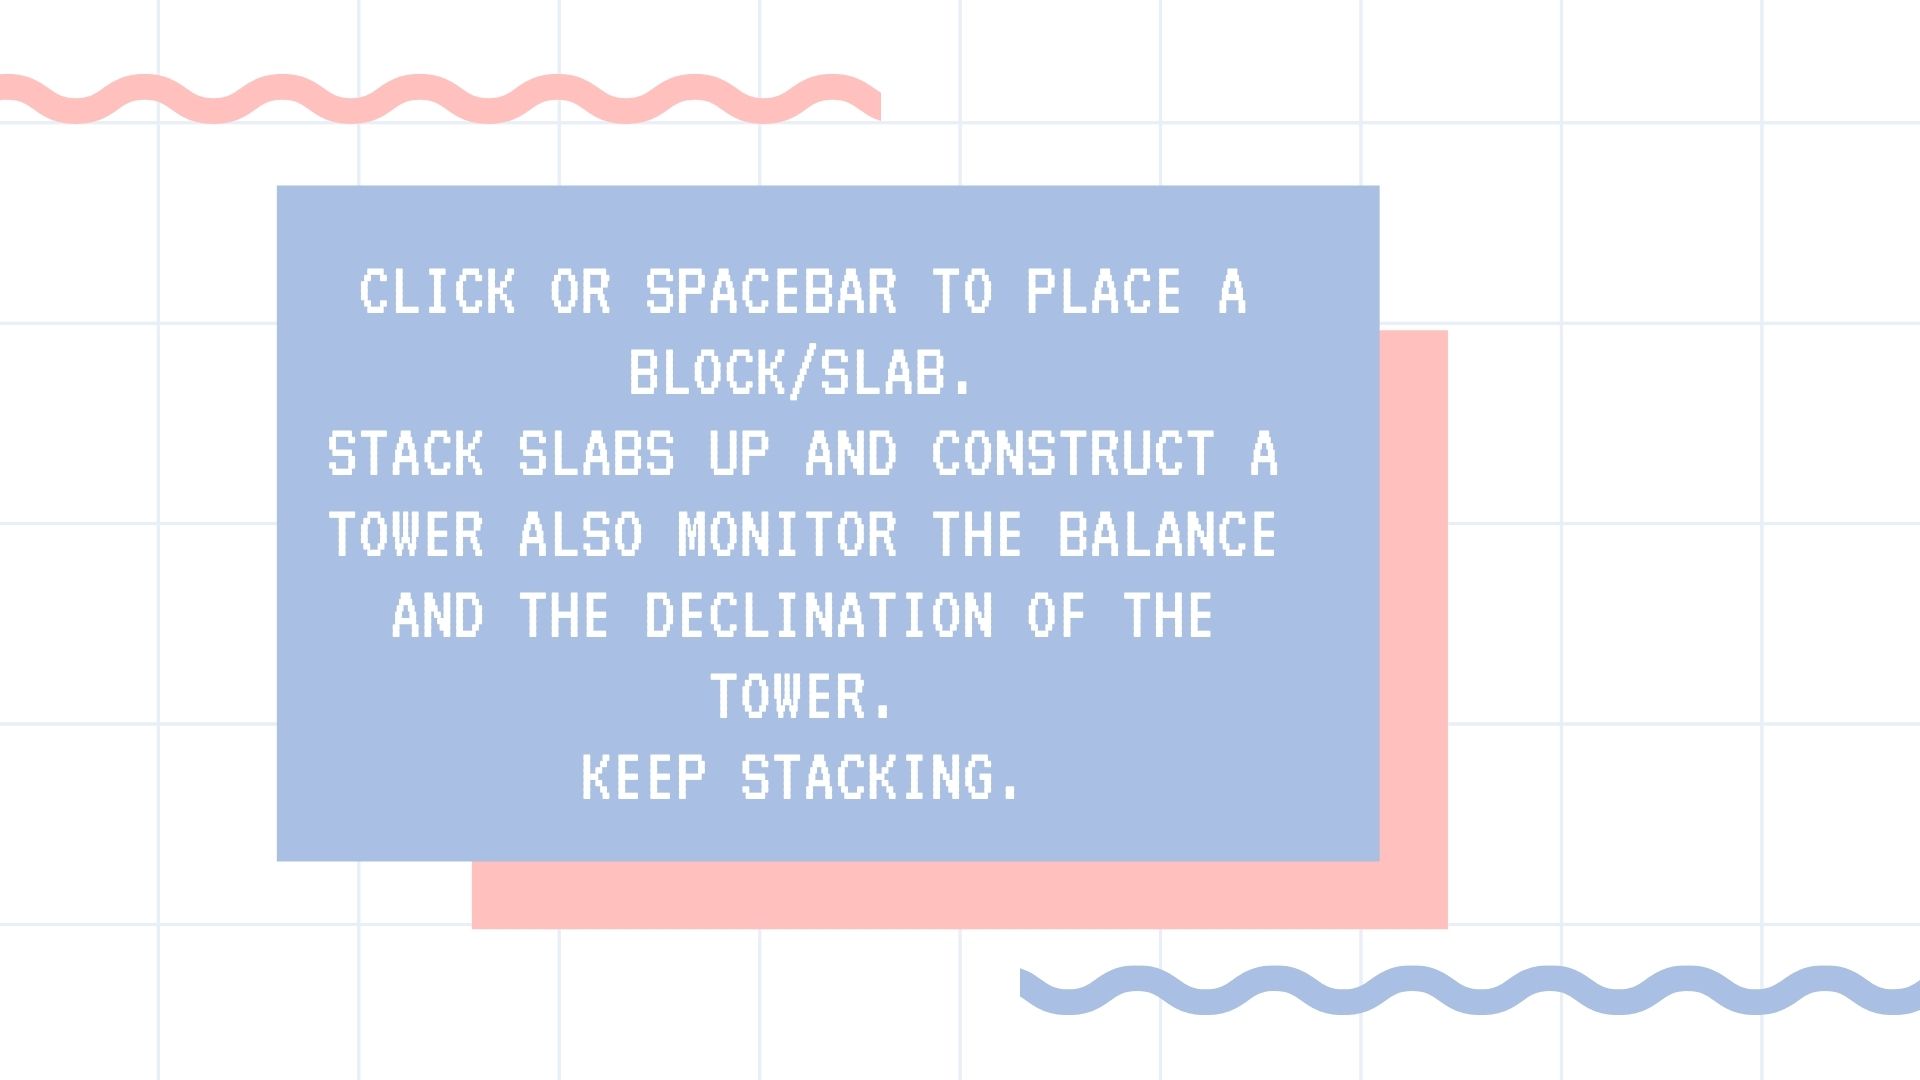 CLICK OR SPACEBAR TO PLACE A
BLOCK/SLAB.
STACK SLABS UP AND CONSTRUCT A
TOWER ALSO MONITOR THE BALANCE
AND THE DECLINATION OF THE
TOWER.
KEEP STACKING.